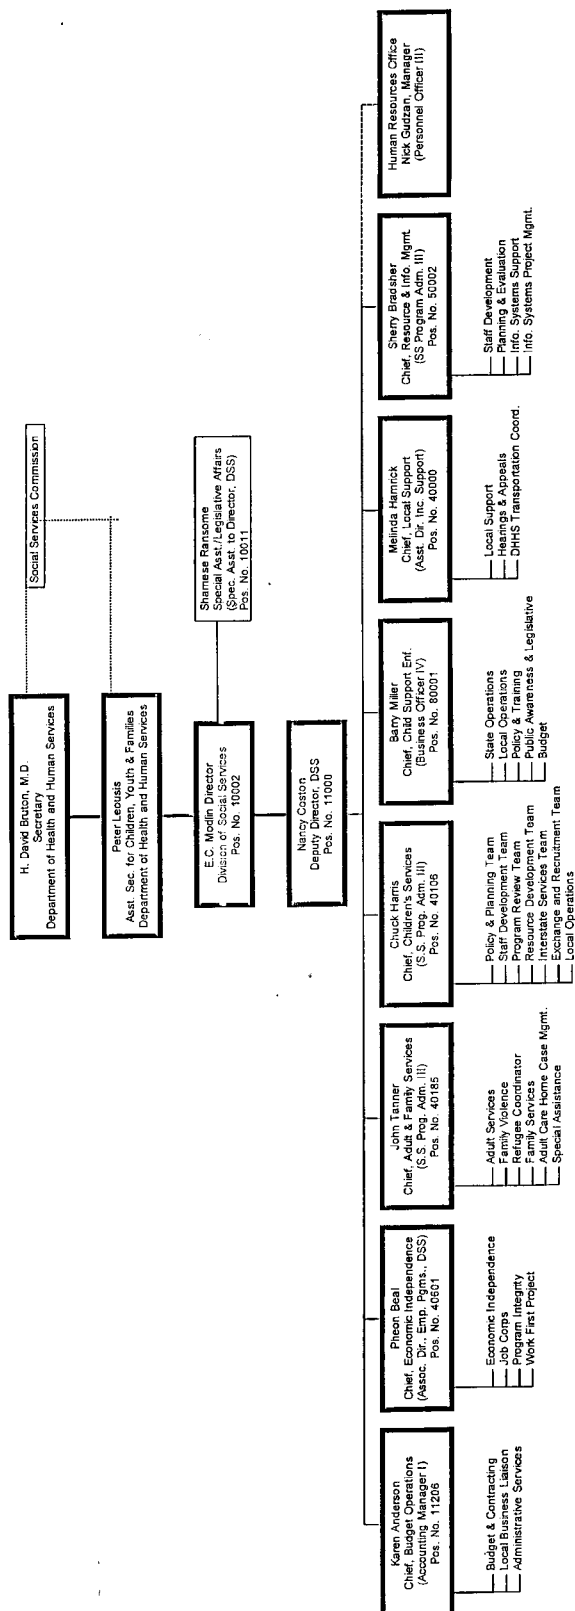 H. David Bruton, M.D.
Secretary
Department of Health and Human Services
Social Services Commission
Peter Leousis
Asst. Sec. for Children, Youth & Families
Department of Health and Human Services
E.C. Modlin Director
Division of Social Services
Pos. No. 10002
Sharnese Ransome
Special Asst./Legislative Affairs
(Spec. Asst. to Director, DSS)
Pos. No. 10011
Nancy Coston
Deputy Director, DSS
Pos. No. 11000
Karen Anderson
Chief, Budget Operations
(Accounting Manager I)
Pos. No. 11206
Budget & Contracting
Local Business Liaison
Administrative Services
Pheon Beal
Chief, Economic Independence
(Assoc. Dir., Emp. Pgms., DSS)
Pos. No. 40601
Economic Independence
Job Corps
Program Integrity
Work First Project
John Tanner
Chief, Adult & Family Services
(S.S. Prog. Adm. III)
Pos. No. 40185
Adult Services
Family Violence
Refugee Coordinator
Family Services
Adult Care Home Case Mgmt.
Special Assistance
Chuck Harris
Chief, Children's Services
(S.S. Prog. Adm. III)
Pos. No. 40106
Policy & Planning Team
Staff Development Team
Program Review Team
Resource Development Team
Interstate Services Team
Exchange and Recruitment Team
Local Operations
Barry Miller
Chief, Child Support Enf.
(Business Officer IV)
Pos. No. 80001
State Operations
Local Operations
Policy & Training
Public Awareness & Legislative
Budget
Melinda Hamrick
Chief, Local Support
(Asst. Dir. Inc. Support)
Pos. No. 40000
Local Support
Hearings & Appeals
DHHS Transportation Coord.
Sherry Bradsher
Chief, Resource & Info. Mgmt.
(SS Program Adm. III)
Pos. No. 50002
Staff Development
Planning & Evaluation
Info. Systems Support
Info. Systems Project Mgmt.
Human Resources Office
Nick Gudzan, Manager
(Personnel Officer III)